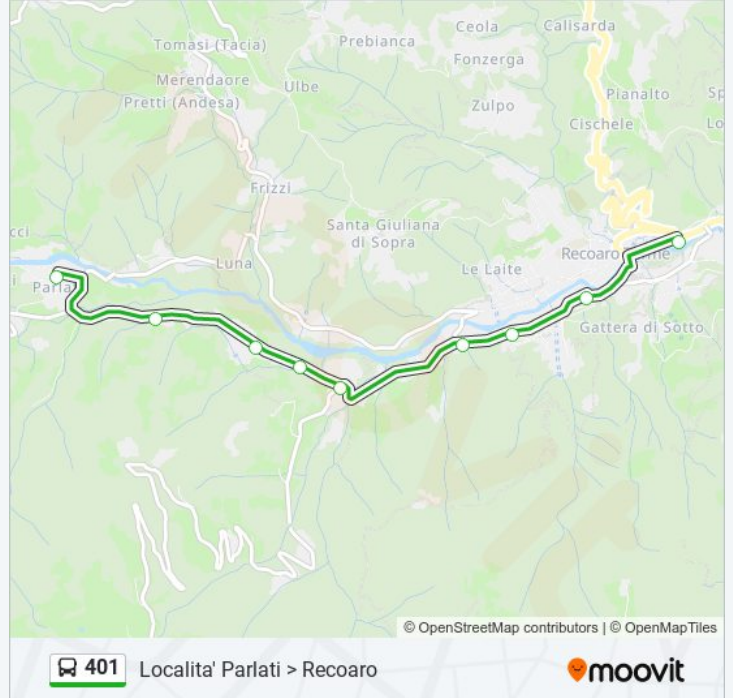 Ceola
Calisarda
Tomasi (Tacia)
Prebianca
Fonzerga
Merendaore
Ulbe
Pianalto
Pretti (Andesa)
Zulpo
Cischele
Frizzi
Santa Giuliana
di Sopra
Luna
Le Laite
Gattera di Sotto
© OpenStreetMap contributors | © OpenMapTiles
401 Localita' Parlati > Recoaro
moovit